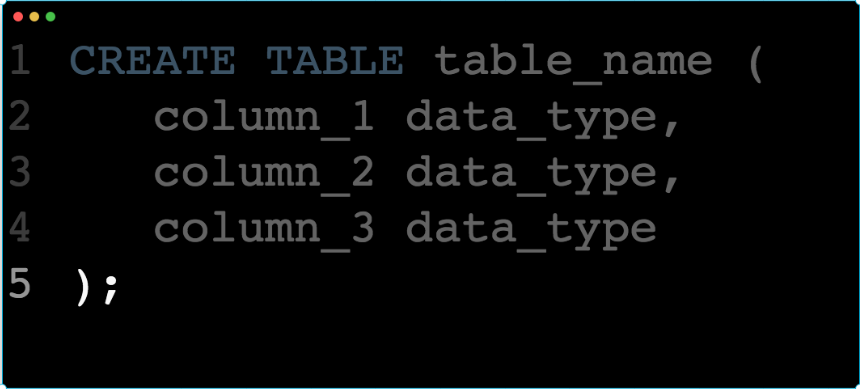 1 CREATE TABLE table_name (
2 column_1 data_type,
3 column_2 data_type,
4 column_3 data_type
5 );